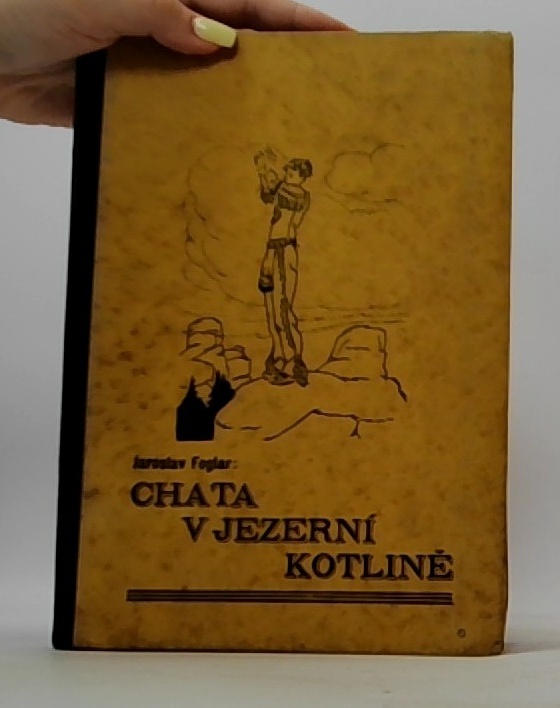 Jaroslav Foglar:
CHATA
V JEZERNÍ
KOTLINĚ